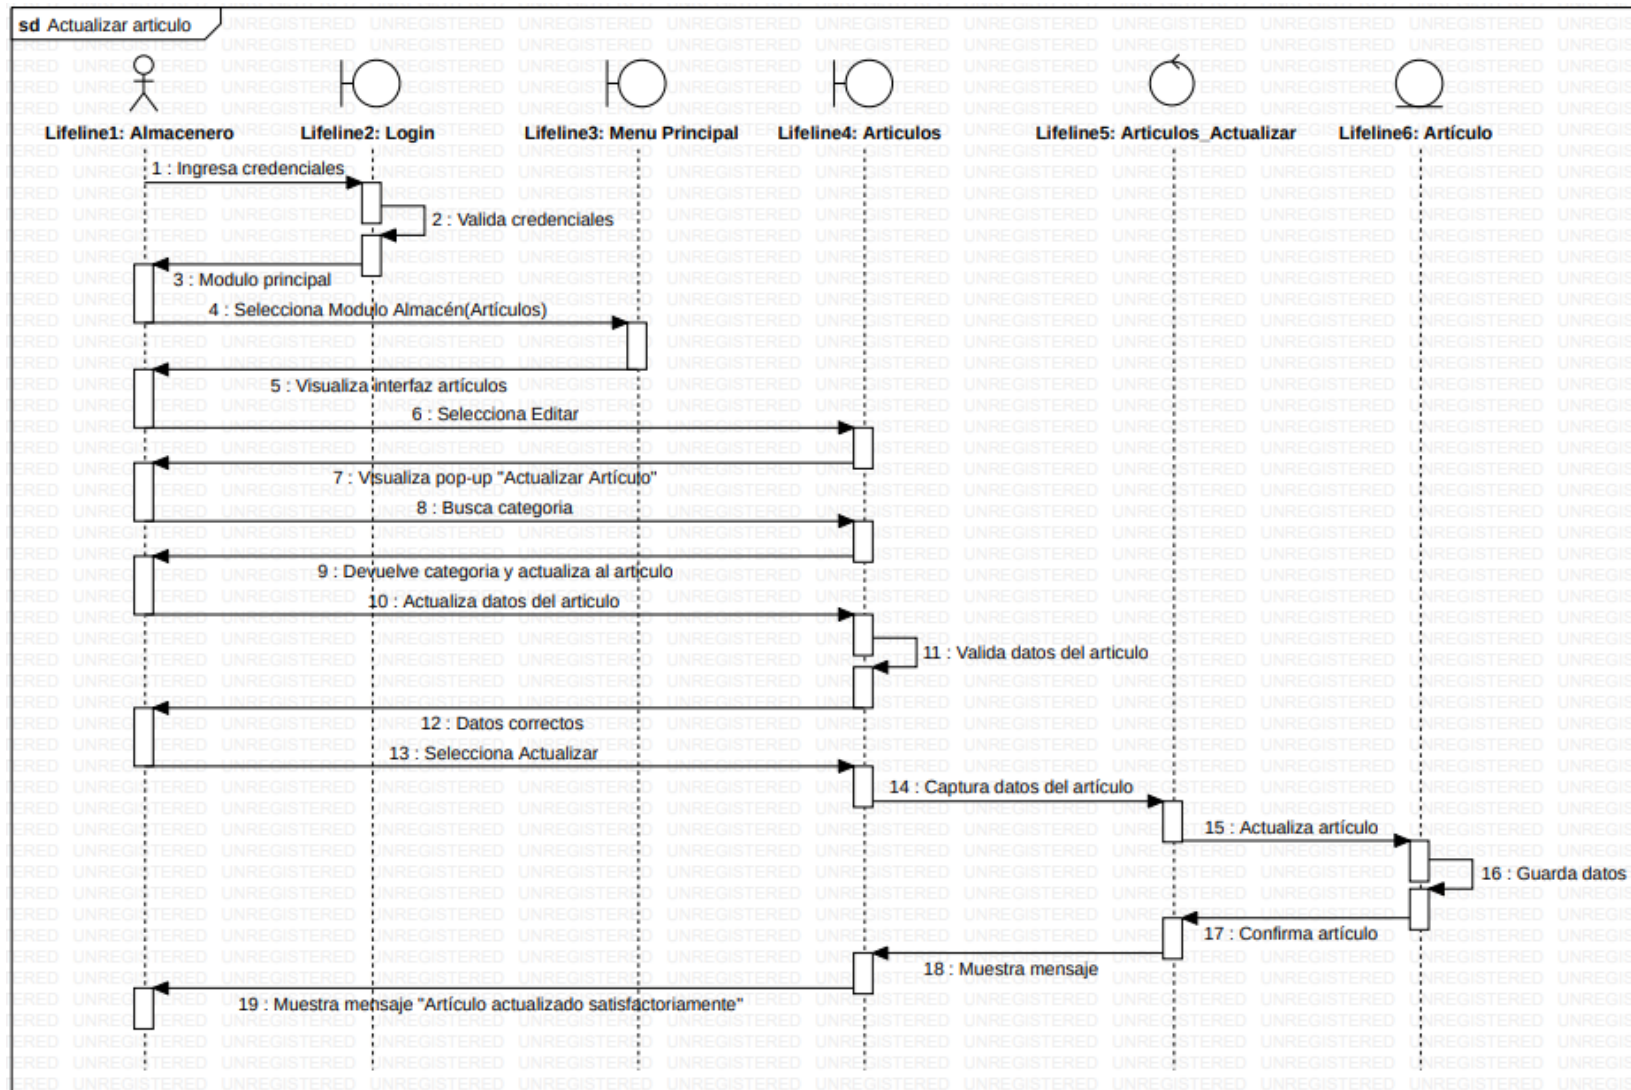 sd Actualizar articulo
Lifeline1: Almacenero
Lifeline2: Login
Lifeline3: Menu Principal
Lifeline4: Articulos
Lifeline5: Articulos_Actualizar
Lifeline6: Artículo
1 : Ingresa credenciales
2 : Valida credenciales
3 : Modulo principal
4 : Selecciona Modulo Almacén(Artículos)
5 : Visualiza interfaz artículos
6 : Selecciona Editar
7 : Visualiza pop-up "Actualizar Artículo"
8 : Busca categoria
9 : Devuelve categoria y actualiza al articulo
10 : Actualiza datos del articulo
11 : Valida datos del articulo
12 : Datos correctos
13 : Selecciona Actualizar
14 : Captura datos del artículo
15 : Actualiza artículo
16 : Guarda datos
17 : Confirma artículo
18 : Muestra mensaje
19 : Muestra mensaje "Artículo actualizado satisfactoriamente"
UNREGISTERED